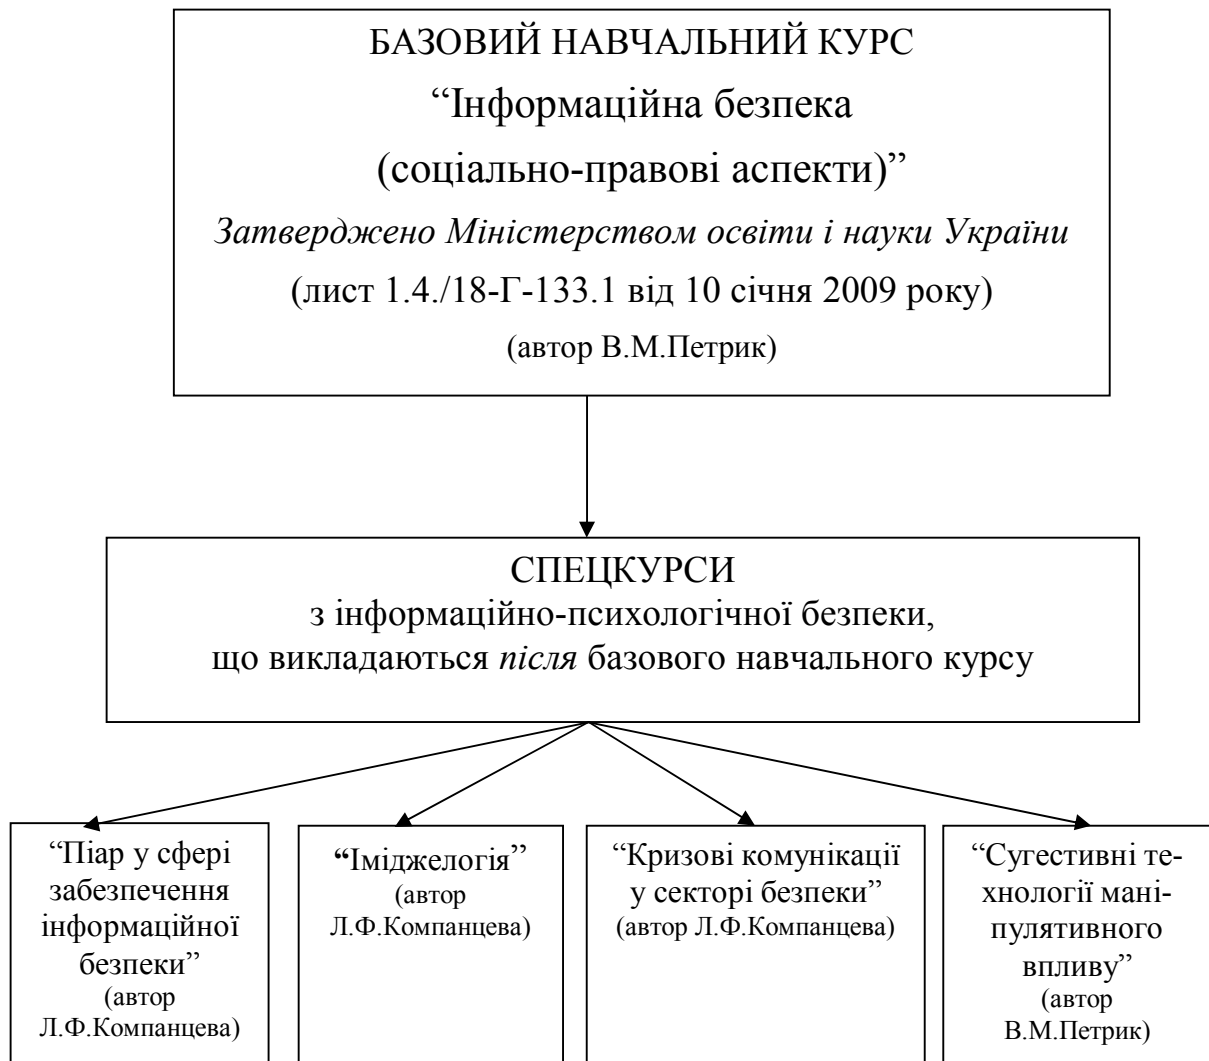 БАЗОВИЙ НАВЧАЛЬНИЙ КУРС
“Інформаційна безпека
(соціально-правові аспекти)”
Затверджено Міністерством освіти і науки України
(лист 1.4./18-Г-133.1 від 10 січня 2009 року)
(автор В.М.Петрик)
СПЕЦКУРСИ
з інформаційно-психологічної безпеки,
що викладаються після базового навчального курсу
“Піар у сфері
забезпечення
інформаційної
безпеки”
(автор
Л.Ф.Компанцева)
“Іміджелогія”
(автор
Л.Ф.Компанцева)
“Кризові комунікації
у секторі безпеки”
(автор Л.Ф.Компанцева)
“Сугестивні те-
хнології мані-
пулятивного
впливу”
(автор
В.М.Петрик)